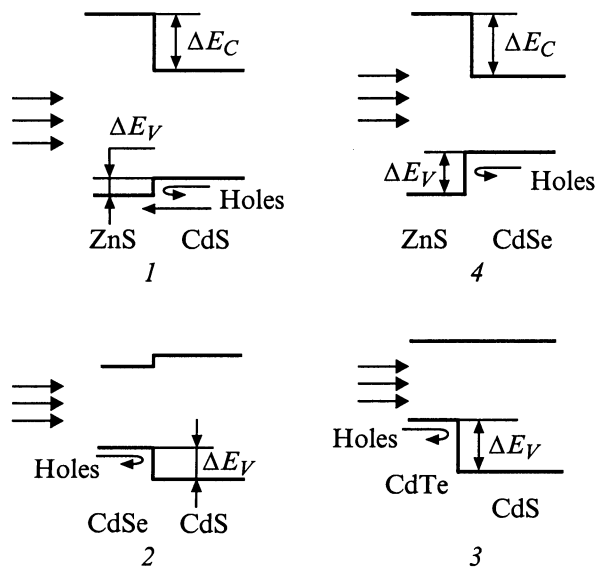 ΔE_C
ΔE_V
Holes
ZnS CdS
1
ΔE_C
ΔE_V
Holes
ZnS CdSe
4
Holes
ΔE_V
CdSe CdS
2
Holes
ΔE_V
CdTe
CdS
3